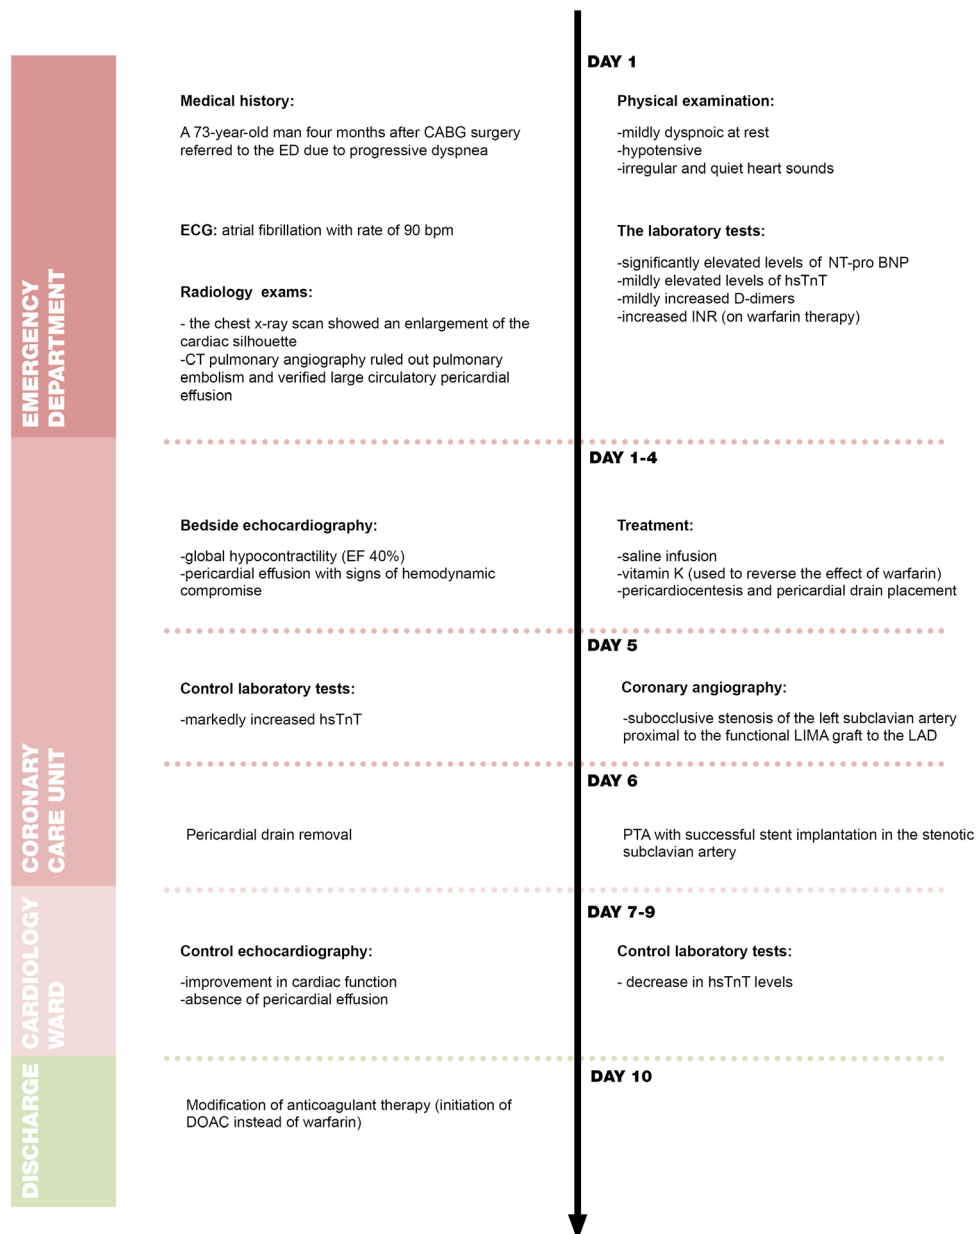 DAY 1
EMERGENCY
DEPARTMENT
Medical history:
A 73-year-old man four months after CABG surgery
referred to the ED due to progressive dyspnea
ECG: atrial fibrillation with rate of 90 bpm
Radiology exams:
- the chest x-ray scan showed an enlargement of the
cardiac silhouette
-CT pulmonary angiography ruled out pulmonary
embolism and verified large circulatory pericardial
effusion
Physical examination:
-mildly dyspnoic at rest
-hypotensive
-irregular and quiet heart sounds
The laboratory tests:
-significantly elevated levels of NT-pro BNP
-mildly elevated levels of hsTnT
-mildly increased D-dimers
-increased INR (on warfarin therapy)
DAY 1-4
CORONARY
CARE UNIT
Bedside echocardiography:
-global hypocontractility (EF 40%)
-pericardial effusion with signs of hemodynamic
compromise
Treatment:
-saline infusion
-vitamin K (used to reverse the effect of warfarin)
-pericardiocentesis and pericardial drain placement
DAY 5
Control laboratory tests:
-markedly increased hsTnT
Coronary angiography:
-subocclusive stenosis of the left subclavian artery
proximal to the functional LIMA graft to the LAD
DAY 6
Pericardial drain removal
PTA with successful stent implantation in the stenotic
subclavian artery
DAY 7-9
CARDIOLOGY
WARD
Control echocardiography:
-improvement in cardiac function
-absence of pericardial effusion
Control laboratory tests:
- decrease in hsTnT levels
DAY 10
DISCHARGE
Modification of anticoagulant therapy (initiation of
DOAC instead of warfarin)